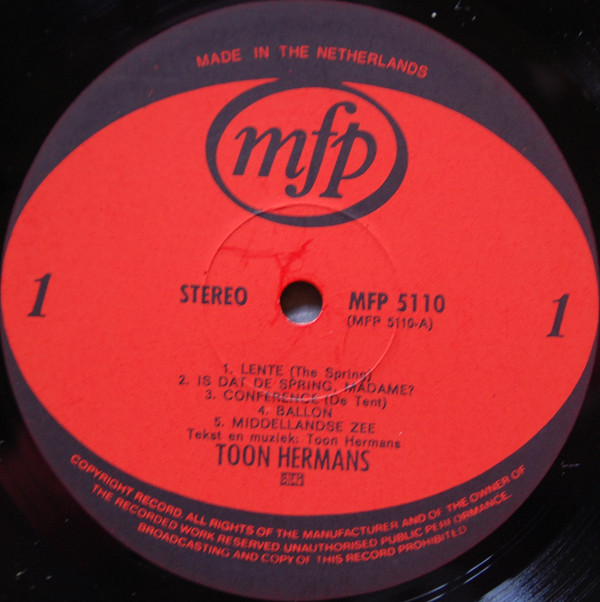 MADE IN THE NETHERLANDS
mfp
1
STEREO
MFP 5110
(MFP 5110-A)
1
1. LENTE (The Spring)
2. IS DAT DE SPRING, MADAME?
3. CONFERENCE (De Tent)
4. BALLON
5. MIDDELLANDSE ZEE
Tekst en muziek: Toon Hermans
TOON HERMANS
COPYRIGHT RECORD. ALL RIGHTS OF THE MANUFACTURER AND OF THE OWNER OF
THE RECORDED WORK RESERVED UNAUTHORISED PUBLIC PERFORMANCE.
BROADCASTING AND COPY OF THIS RECORD PROHIBITED